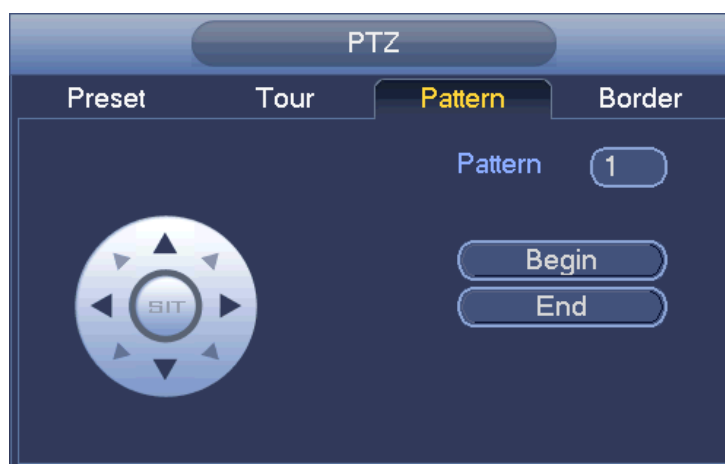 PTZ
Preset Tour Pattern Border
Pattern 1
Begin
SIT
End